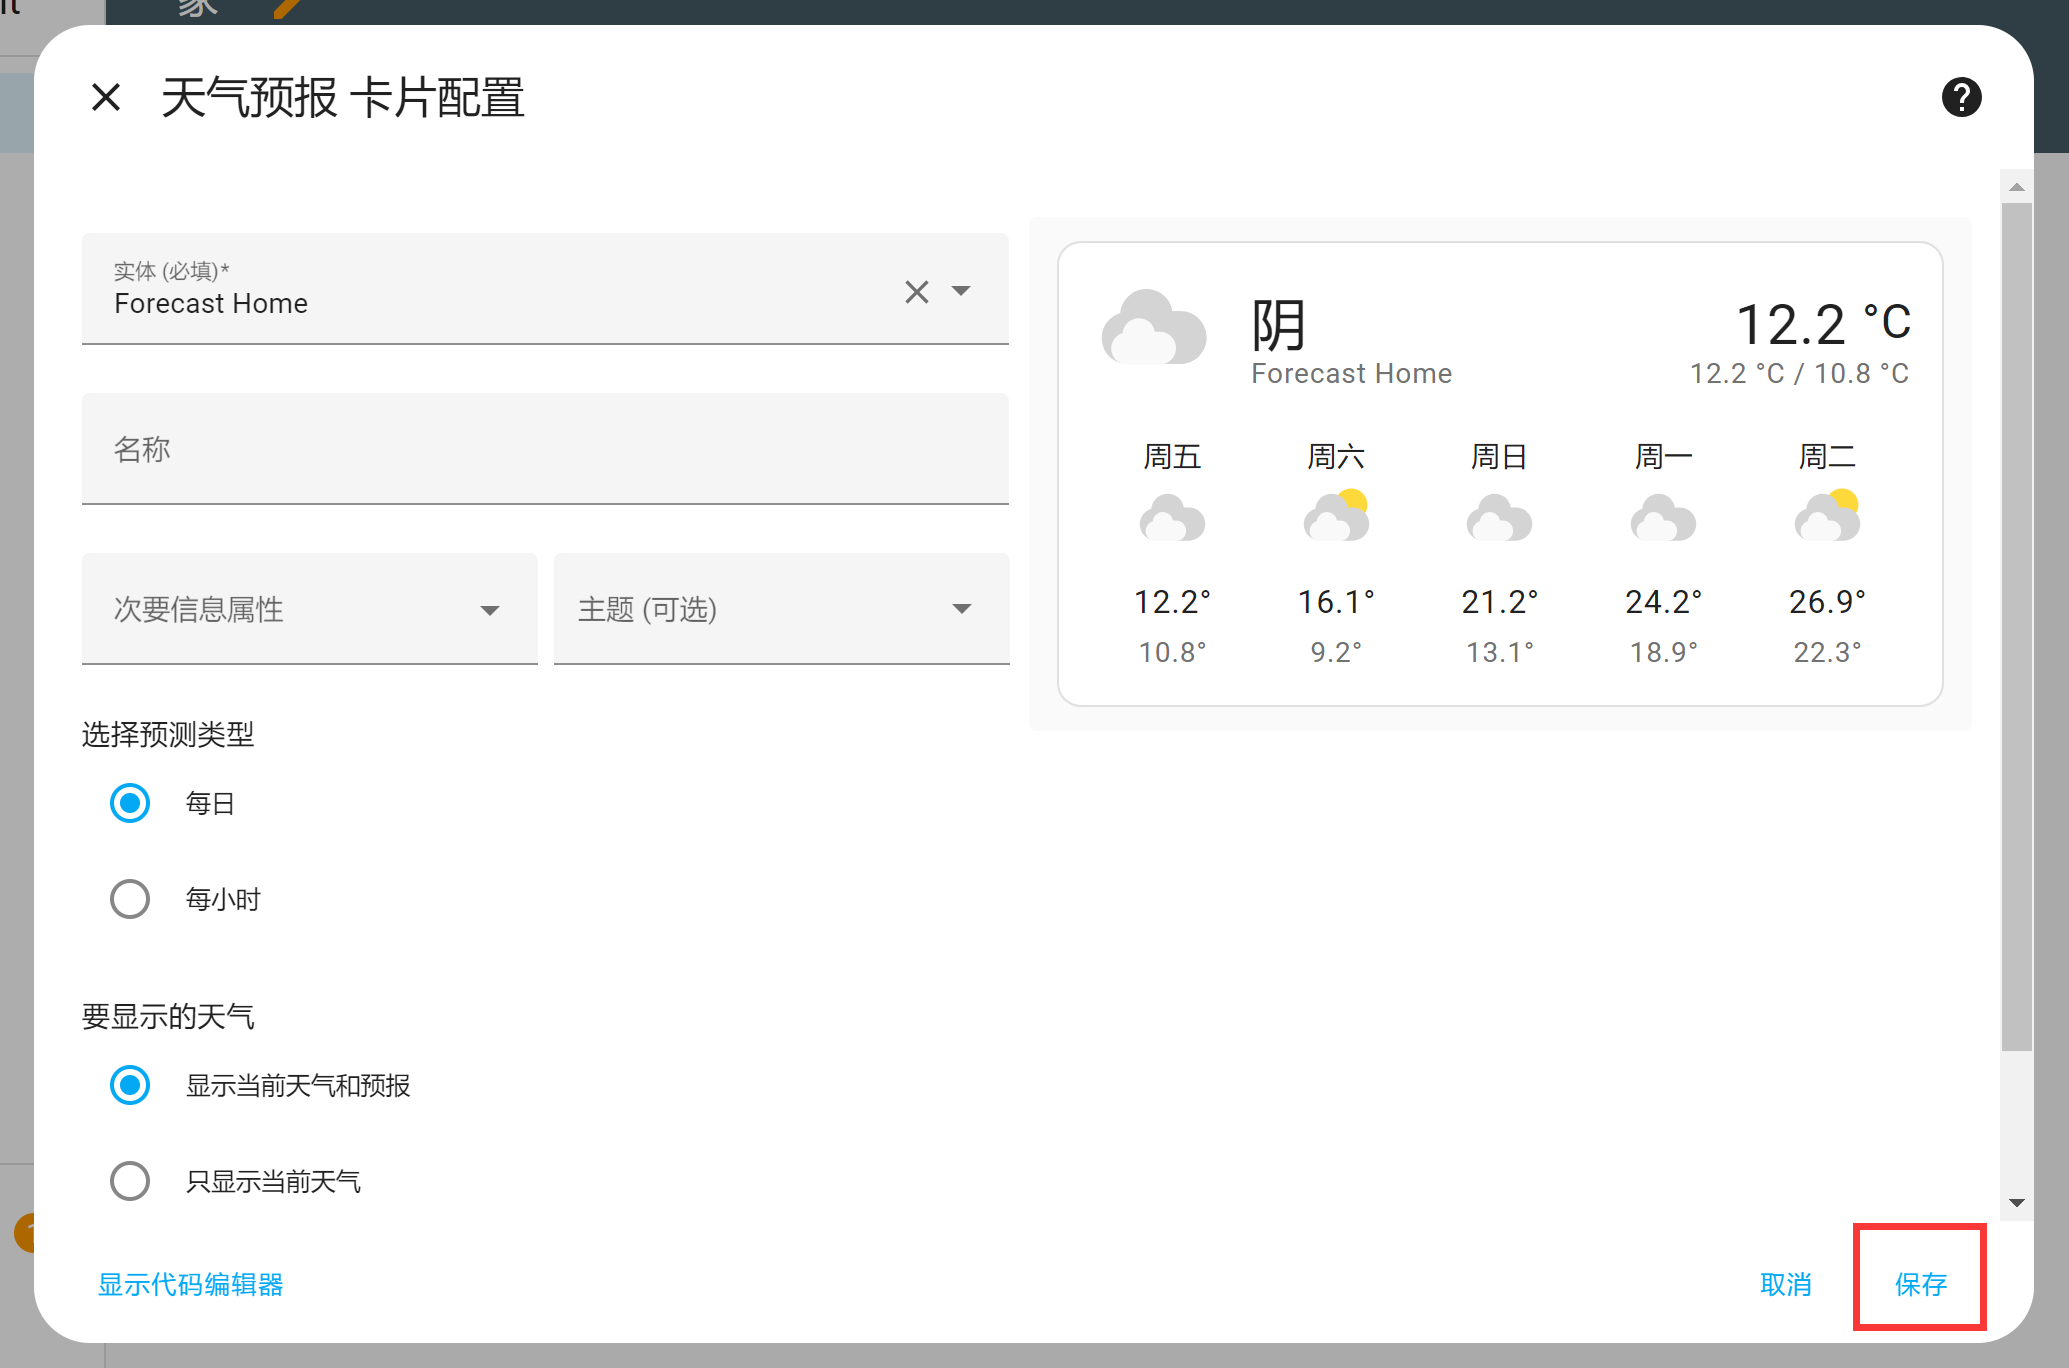 家
天气预报 卡片配置
实体 (必填)*
Forecast Home
名称
次要信息属性
主题 (可选)
选择预测类型
每日
每小时
要显示的天气
显示当前天气和预报
只显示当前天气
阴
12.2 °C
Forecast Home
12.2 °C / 10.8 °C
周五 周六 周日 周一 周二
12.2° 16.1° 21.2° 24.2° 26.9°
10.8° 9.2° 13.1° 18.9° 22.3°
显示代码编辑器
取消
保存